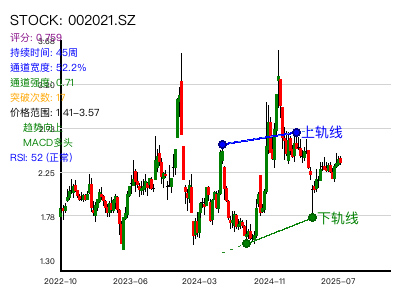 STOCK: 002021.SZ
评分: 0.759
3.68
持续时间: 45周
通道宽度: 52.2%
通道强度: 0.71
突破次数: 17
价格范围: 1.41-3.57
趋势向上
MACD多头
RSI: 52 (正常)
上轨线
2.25
1.78
下轨线
1.30
2022-10
2023-06
2024-02
2024-11
2025-07